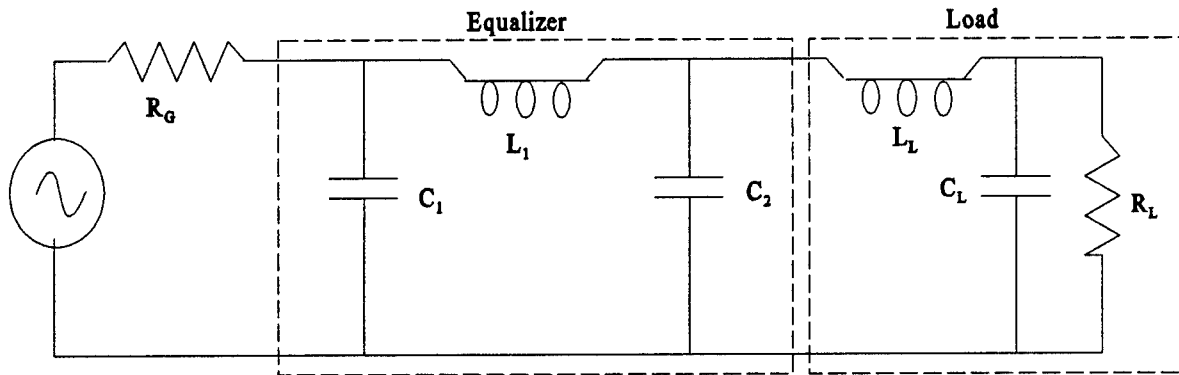 Equalizer
Load
R_G
L_1
L_L
C_1
C_2
C_L
R_L